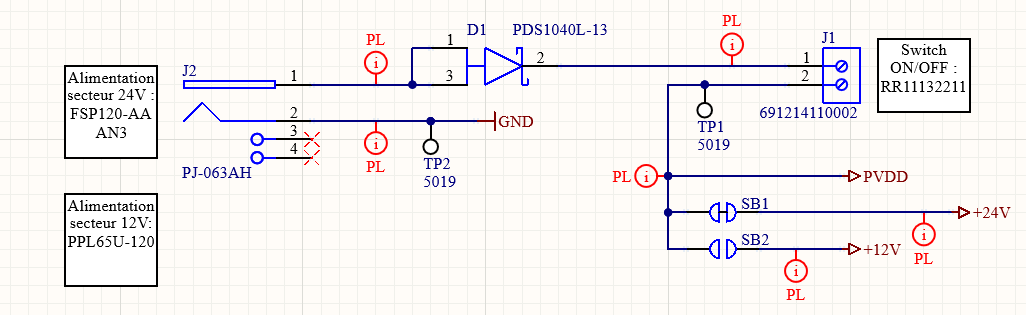 Alimentation
secteur 24V :
FSP120-AA
AN3
J2
1
2
3
4
PJ-063AH
PL
PL
TP2
5019
GND
D1
PDS1040L-13
1
3
2
PL
J1
1
2
691214110002
TP1
5019
Switch
ON/OFF :
RR11132211
PL
PVDD
SB1
+24V
PL
SB2
+12V
PL
Alimentation
secteur 12V:
PPL65U-120
i
i
i
i
i
i